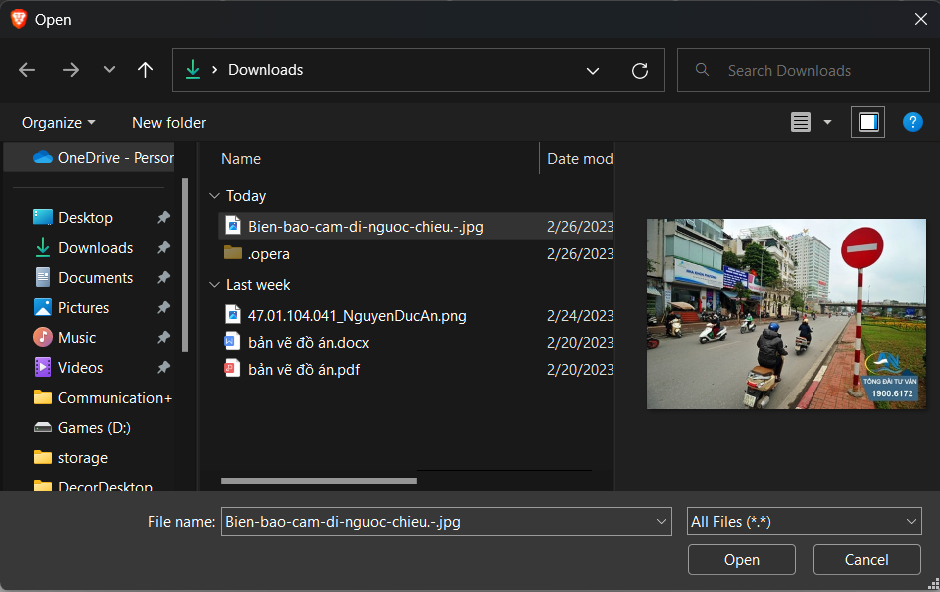 Open
Downloads
Search Downloads
Organize
New folder
OneDrive - Person
Desktop
Downloads
Documents
Pictures
Music
Videos
Communication+
Games (D:)
storage
DecorDesktop
Name
Date mod
Today
Bien-bao-cam-di-nguoc-chieu.-.jpg
2/26/2023
.opera
2/26/2023
Last week
47.01.104.041_NguyenDucAn.png
2/24/2023
bản vẽ đồ án.docx
2/20/2023
bản vẽ đồ án.pdf
2/20/2023
TỔNG ĐÀI TƯ VẤN
1900.6172
File name:
Bien-bao-cam-di-nguoc-chieu.-.jpg
All Files (*.*)
Open
Cancel